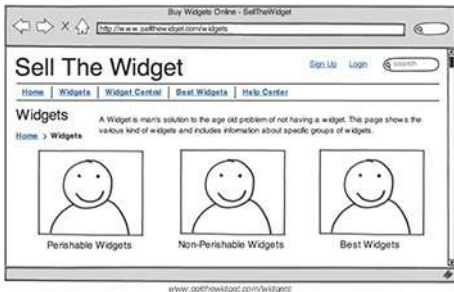 Buy Widgets Online - SellTheWidget
http://www.sellthewidget.com/widgets
Sell The Widget
Sign Up Login search
Home Widgets Widget Central Best Widgets Help Center
Widgets
A Widget is man's solution to the age old problem of not having a widget. This page shows the
various kind of widgets and includes information about specific groups of widgets.
Home > Widgets
Perishable Widgets Non-Perishable Widgets Best Widgets
www.sellthewidget.com/widgets